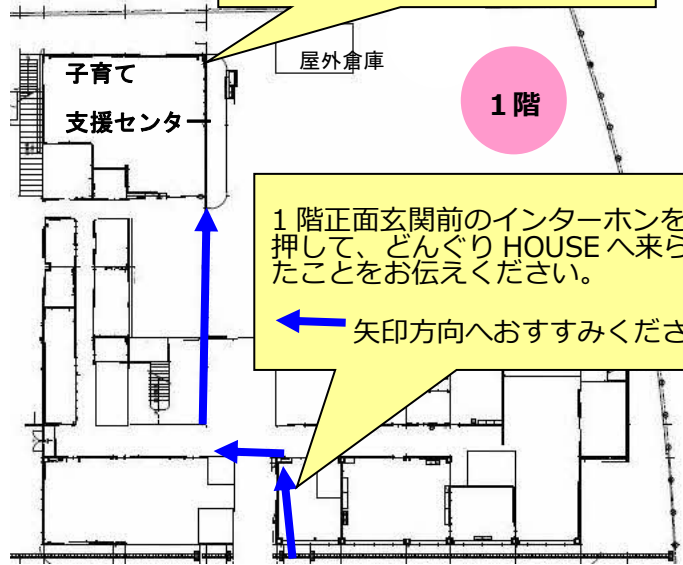 屋外倉庫
子育て
支援センター
1階
1階正面玄関前のインターホンを
押して、どんぐり HOUSE へ来ら
たことをお伝えください。
矢印方向へおすすみくださ